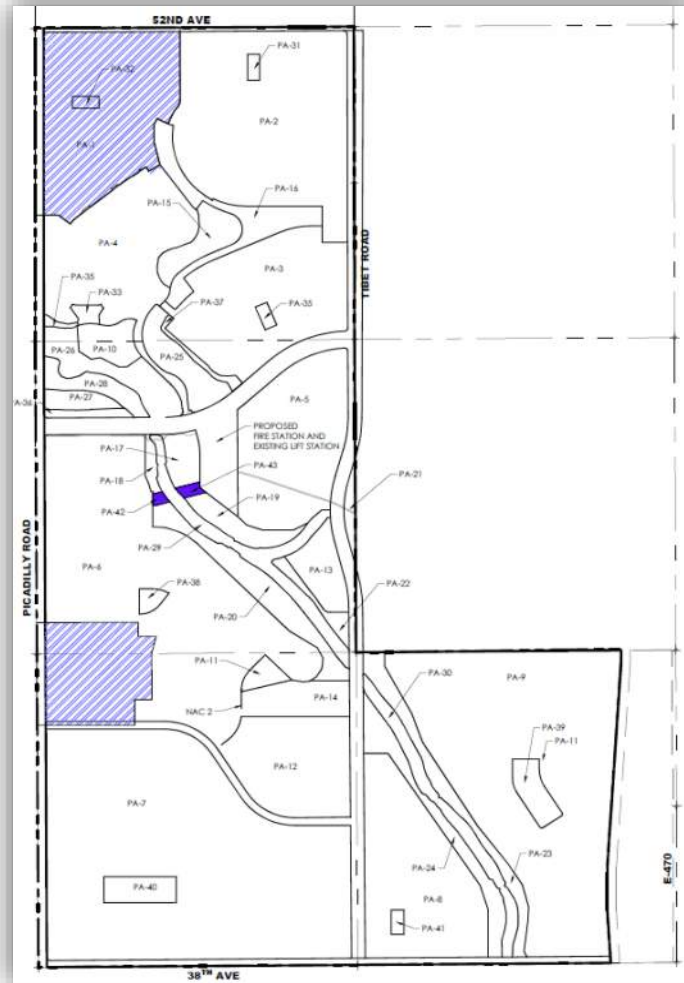 52ND AVE
PA-31
PA-32
PA-2
PA-1
PA-16
PA-15
PA-4
TIBET ROAD
PA-3
PA-35
PA-33
PA-37
PA-35
PA-26
PA-10
PA-25
PA-28
PA-27
PA-36
PA-5
PROPOSED
FIRE STATION AND
EXISTING LIFT STATION
PA-17
PA-43
PA-18
PA-21
PA-19
PA-42
PA-29
PICADILLY ROAD
PA-6
PA-13
PA-38
PA-22
PA-20
PA-11
PA-30
PA-9
PA-14
NAC 2
PA-39
PA-11
PA-12
PA-7
PA-23
PA-24
E-470
PA-40
PA-8
PA-41
38TH AVE